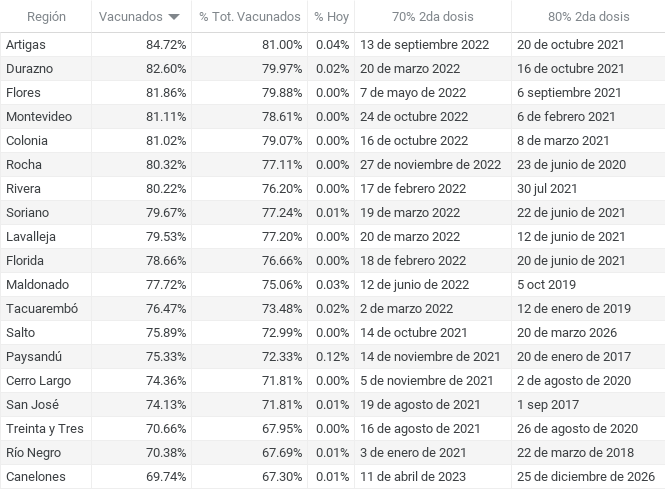 Región Vacunados % Tot. Vacunados % Hoy 70% 2da dosis 80% 2da dosis
Artigas 84.72% 81.00% 0.04% 13 de septiembre 2022 20 de octubre 2021
Durazno 82.60% 79.97% 0.02% 20 de marzo 2022 16 de octubre 2021
Flores 81.86% 79.88% 0.00% 7 de mayo de 2022 6 septiembre 2021
Montevideo 81.11% 78.61% 0.00% 24 de octubre 2022 6 de febrero 2021
Colonia 81.02% 79.07% 0.00% 16 de octubre 2022 8 de marzo 2021
Rocha 80.32% 77.11% 0.00% 27 de noviembre de 2022 23 de junio de 2020
Rivera 80.22% 76.20% 0.00% 17 de febrero 2022 30 jul 2021
Soriano 79.67% 77.24% 0.01% 19 de marzo 2022 22 de junio de 2021
Lavalleja 79.53% 77.20% 0.00% 20 de marzo 2022 12 de junio de 2021
Florida 78.66% 76.66% 0.00% 18 de febrero 2022 20 de junio de 2021
Maldonado 77.72% 75.06% 0.03% 12 de junio de 2022 5 oct 2019
Tacuarembó 76.47% 73.48% 0.02% 2 de marzo 2022 12 de enero de 2019
Salto 75.89% 72.99% 0.00% 14 de octubre 2021 20 de marzo 2026
Paysandú 75.33% 72.33% 0.12% 14 de noviembre de 2021 20 de enero de 2017
Cerro Largo 74.36% 71.81% 0.00% 5 de noviembre de 2021 2 de agosto de 2020
San José 74.13% 71.81% 0.01% 19 de agosto de 2021 1 sep 2017
Treinta y Tres 70.66% 67.95% 0.00% 16 de agosto de 2021 26 de agosto de 2020
Río Negro 70.38% 67.69% 0.01% 3 de enero de 2021 22 de marzo de 2018
Canelones 69.74% 67.30% 0.01% 11 de abril de 2023 25 de diciembre de 2026